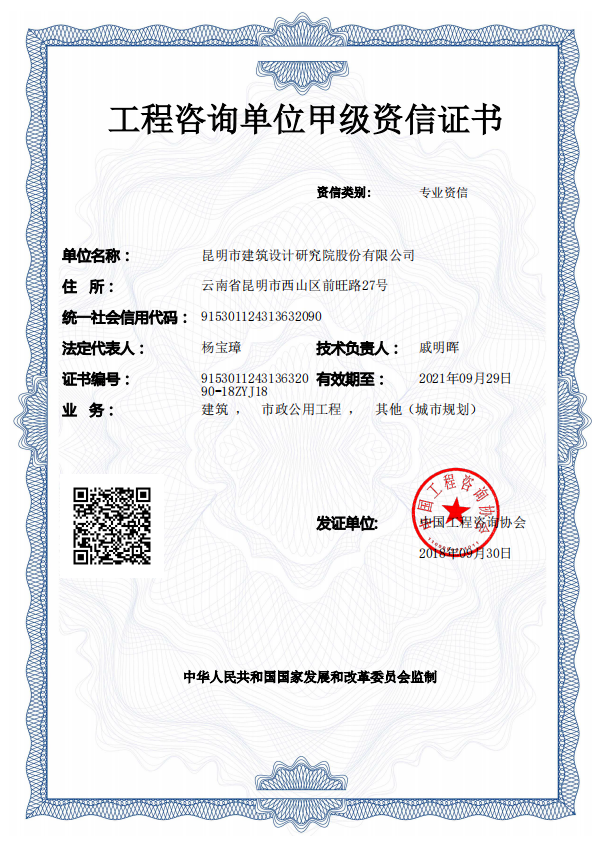 工程咨询单位甲级资信证书
资信类别： 专业资信
单位名称： 昆明市建筑设计研究院股份有限公司
住 所： 云南省昆明市西山区前旺路27号
统一社会信用代码： 915301124313632090
法定代表人： 杨宝璋 技术负责人： 戚明晖
证书编号： 9153011243136320 有效期至： 2021年09月29日
90-18ZYJ18
业 务： 建筑 ， 市政公用工程 ， 其他（城市规划）
中国工程咨询协会
发证单位: 中国工程咨询协会
2018年09月30日
中华人民共和国国家发展和改革委员会监制